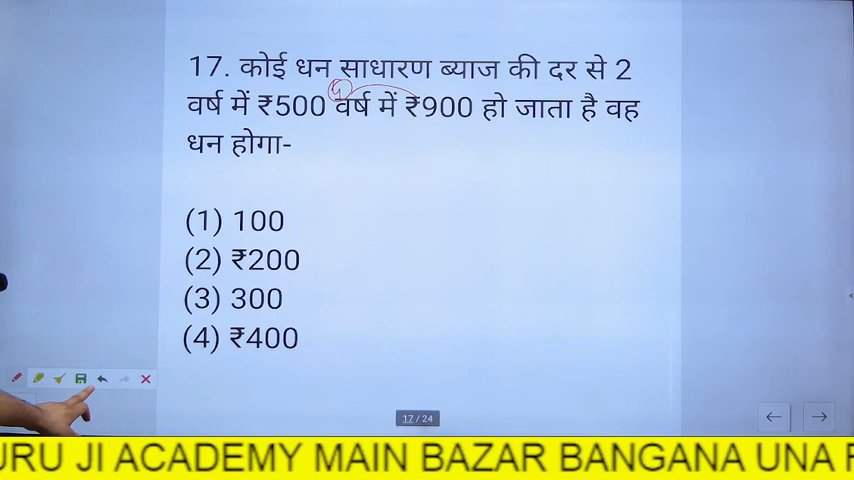 17. कोई धन साधारण ब्याज की दर से 2
वर्ष में ₹500 वर्ष में ₹900 हो जाता है वह
धन होगा-
(1) 100
(2) ₹200
(3) 300
(4) ₹400
17 / 24
URU JI ACADEMY MAIN BAZAR BANGANA UNA